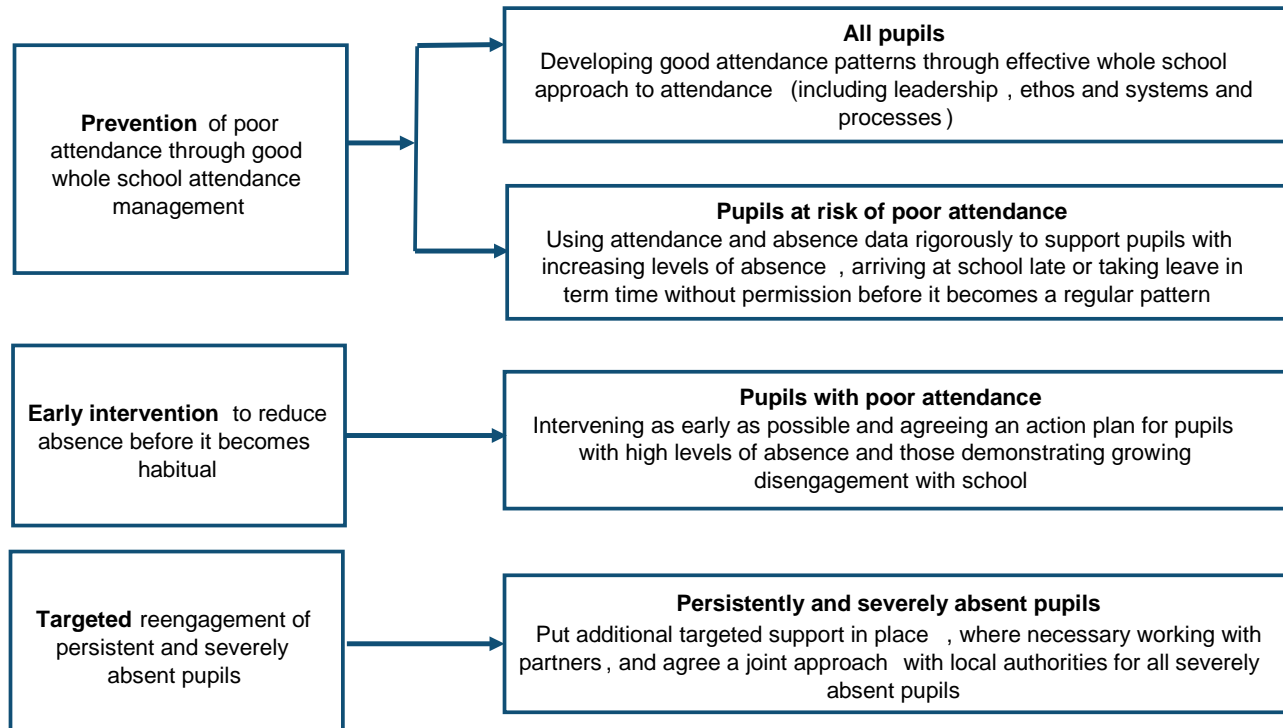 Prevention of poor
attendance through good
whole school attendance
management
All pupils
Developing good attendance patterns through effective whole school
approach to attendance (including leadership , ethos and systems and
processes)
Pupils at risk of poor attendance
Using attendance and absence data rigorously to support pupils with
increasing levels of absence , arriving at school late or taking leave in
term time without permission before it becomes a regular pattern
Early intervention to reduce
absence before it becomes
habitual
Pupils with poor attendance
Intervening as early as possible and agreeing an action plan for pupils
with high levels of absence and those demonstrating growing
disengagement with school
Targeted reengagement of
persistent and severely
absent pupils
Persistently and severely absent pupils
Put additional targeted support in place , where necessary working with
partners, and agree a joint approach with local authorities for all severely
absent pupils